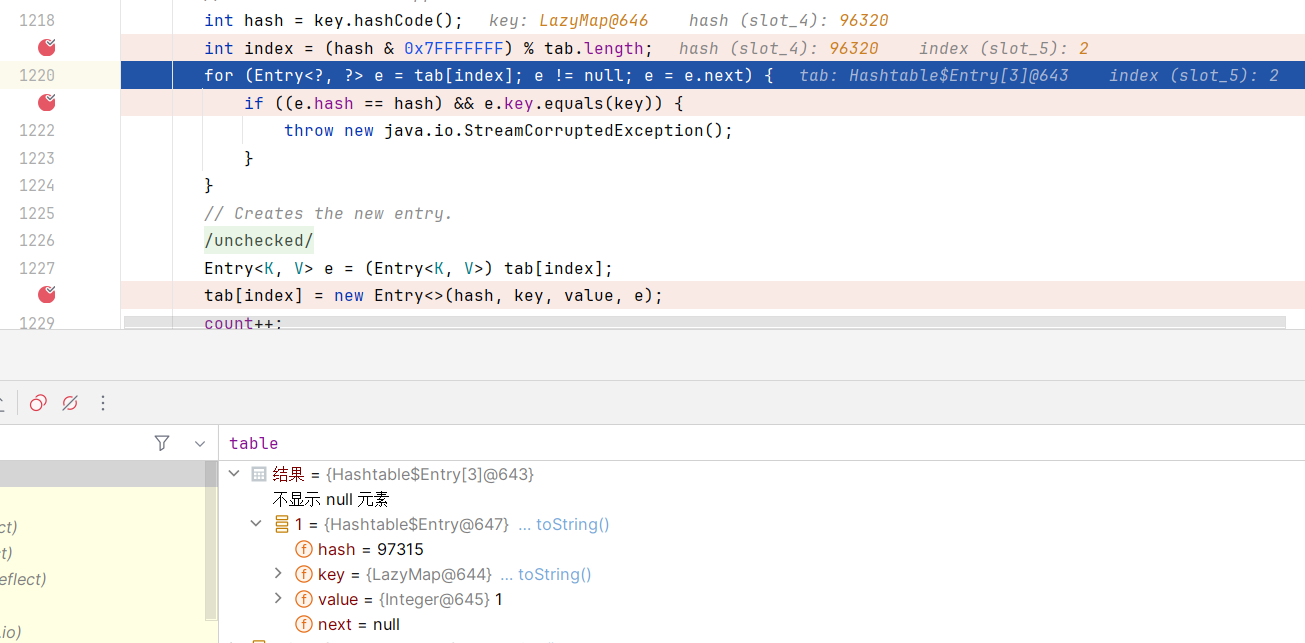 1218 int hash = key.hashCode(); key: LazyMap@646 hash (slot_4): 96320
int index = (hash & 0x7FFFFFFF) % tab.length; hash (slot_4): 96320 index (slot_5): 2
1220 for (Entry<?, ?> e = tab[index]; e != null; e = e.next) { tab: Hashtable$Entry[3]@643 index (slot_5): 2
if ((e.hash == hash) && e.key.equals(key)) {
1222 throw new java.io.StreamCorruptedException();
1223 }
1224 }
1225 // Creates the new entry.
1226 /unchecked/
1227 Entry<K, V> e = (Entry<K, V>) tab[index];
tab[index] = new Entry<>(hash, key, value, e);
1229 count++;
table
结果 = {Hashtable$Entry[3]@643}
不显示 null 元素
ct) 1 = {Hashtable$Entry@647} ... toString()
t) hash = 97315
eflect) key = {LazyMap@644} ... toString()
value = {Integer@645} 1
.io) next = null